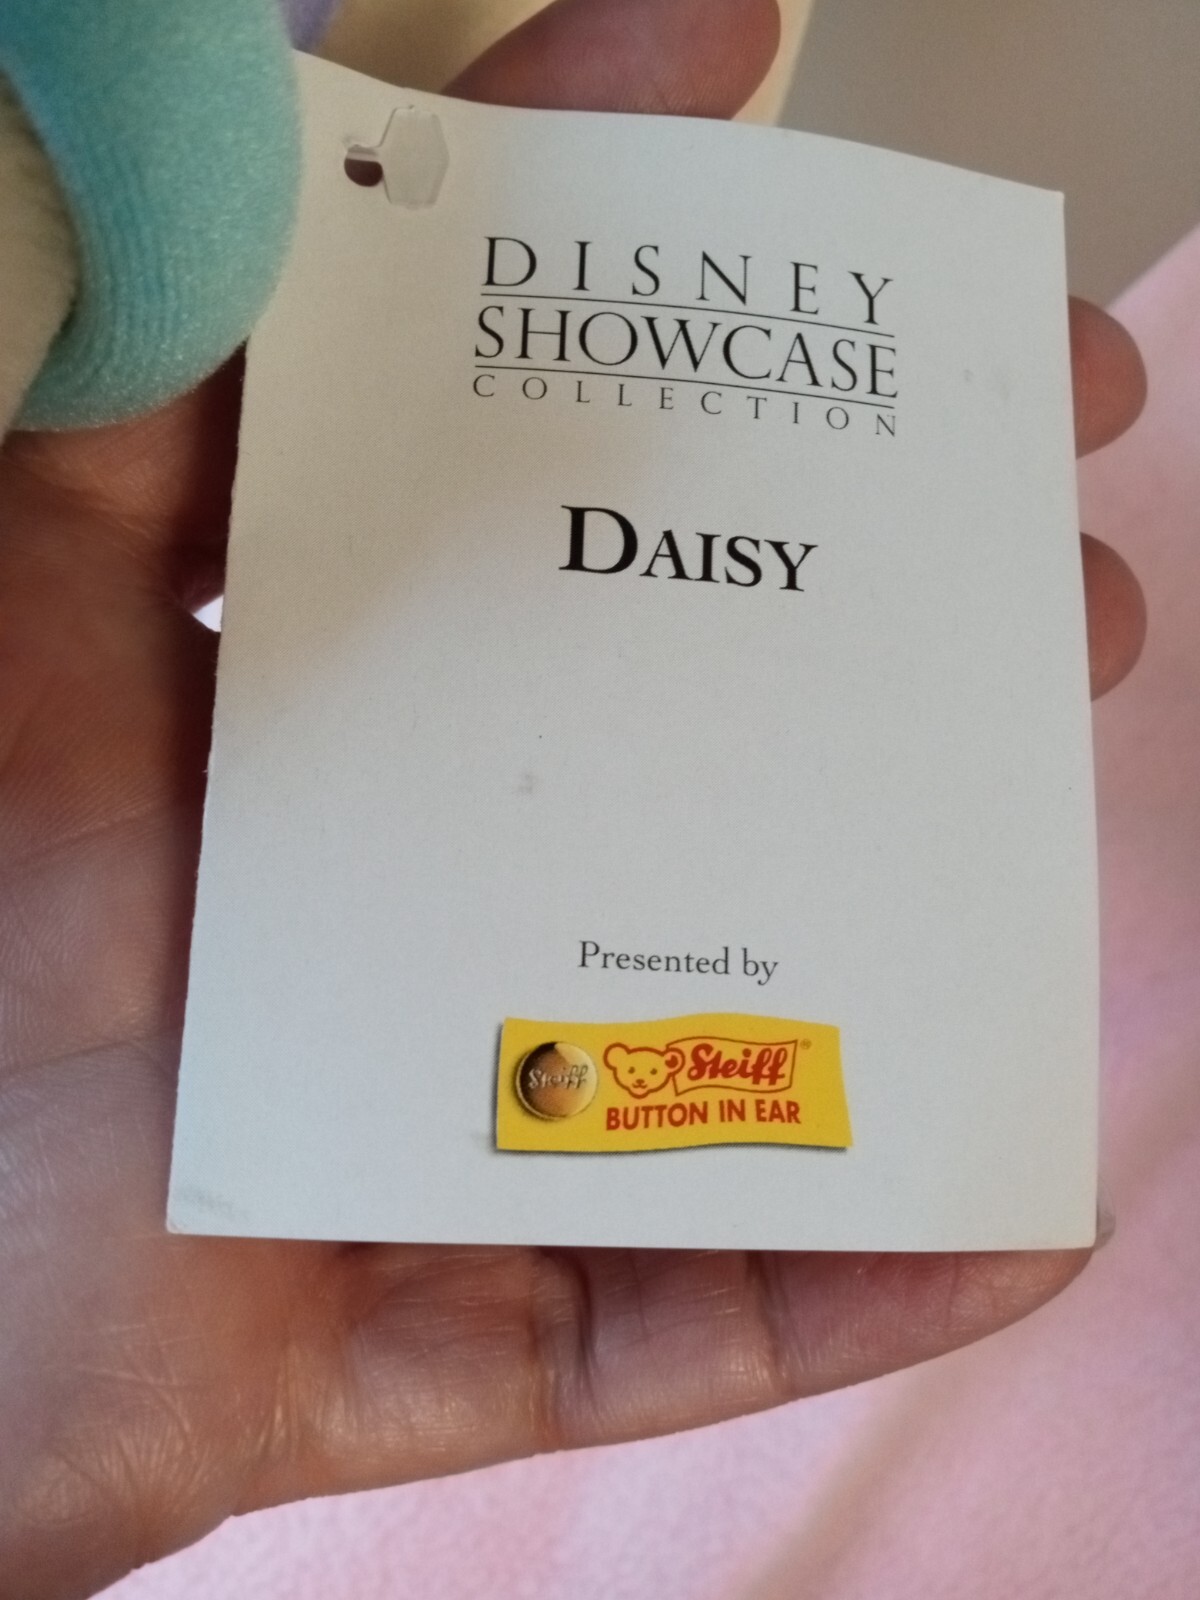 DISNEY
SHOWCASE
COLLECTION
DAISY
Presented by
Steiff
Steiff®
BUTTON IN EAR